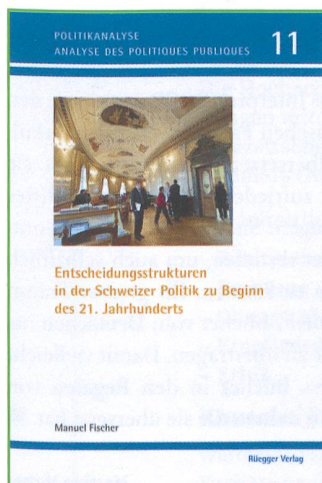 POLITIKANALYSE
ANALYSE DES POLITIQUES PUBLIQUES 11
Entscheidungsstrukturen
in der Schweizer Politik zu Beginn
des 21. Jahrhunderts
Manuel Fischer
Rüegger Verlag